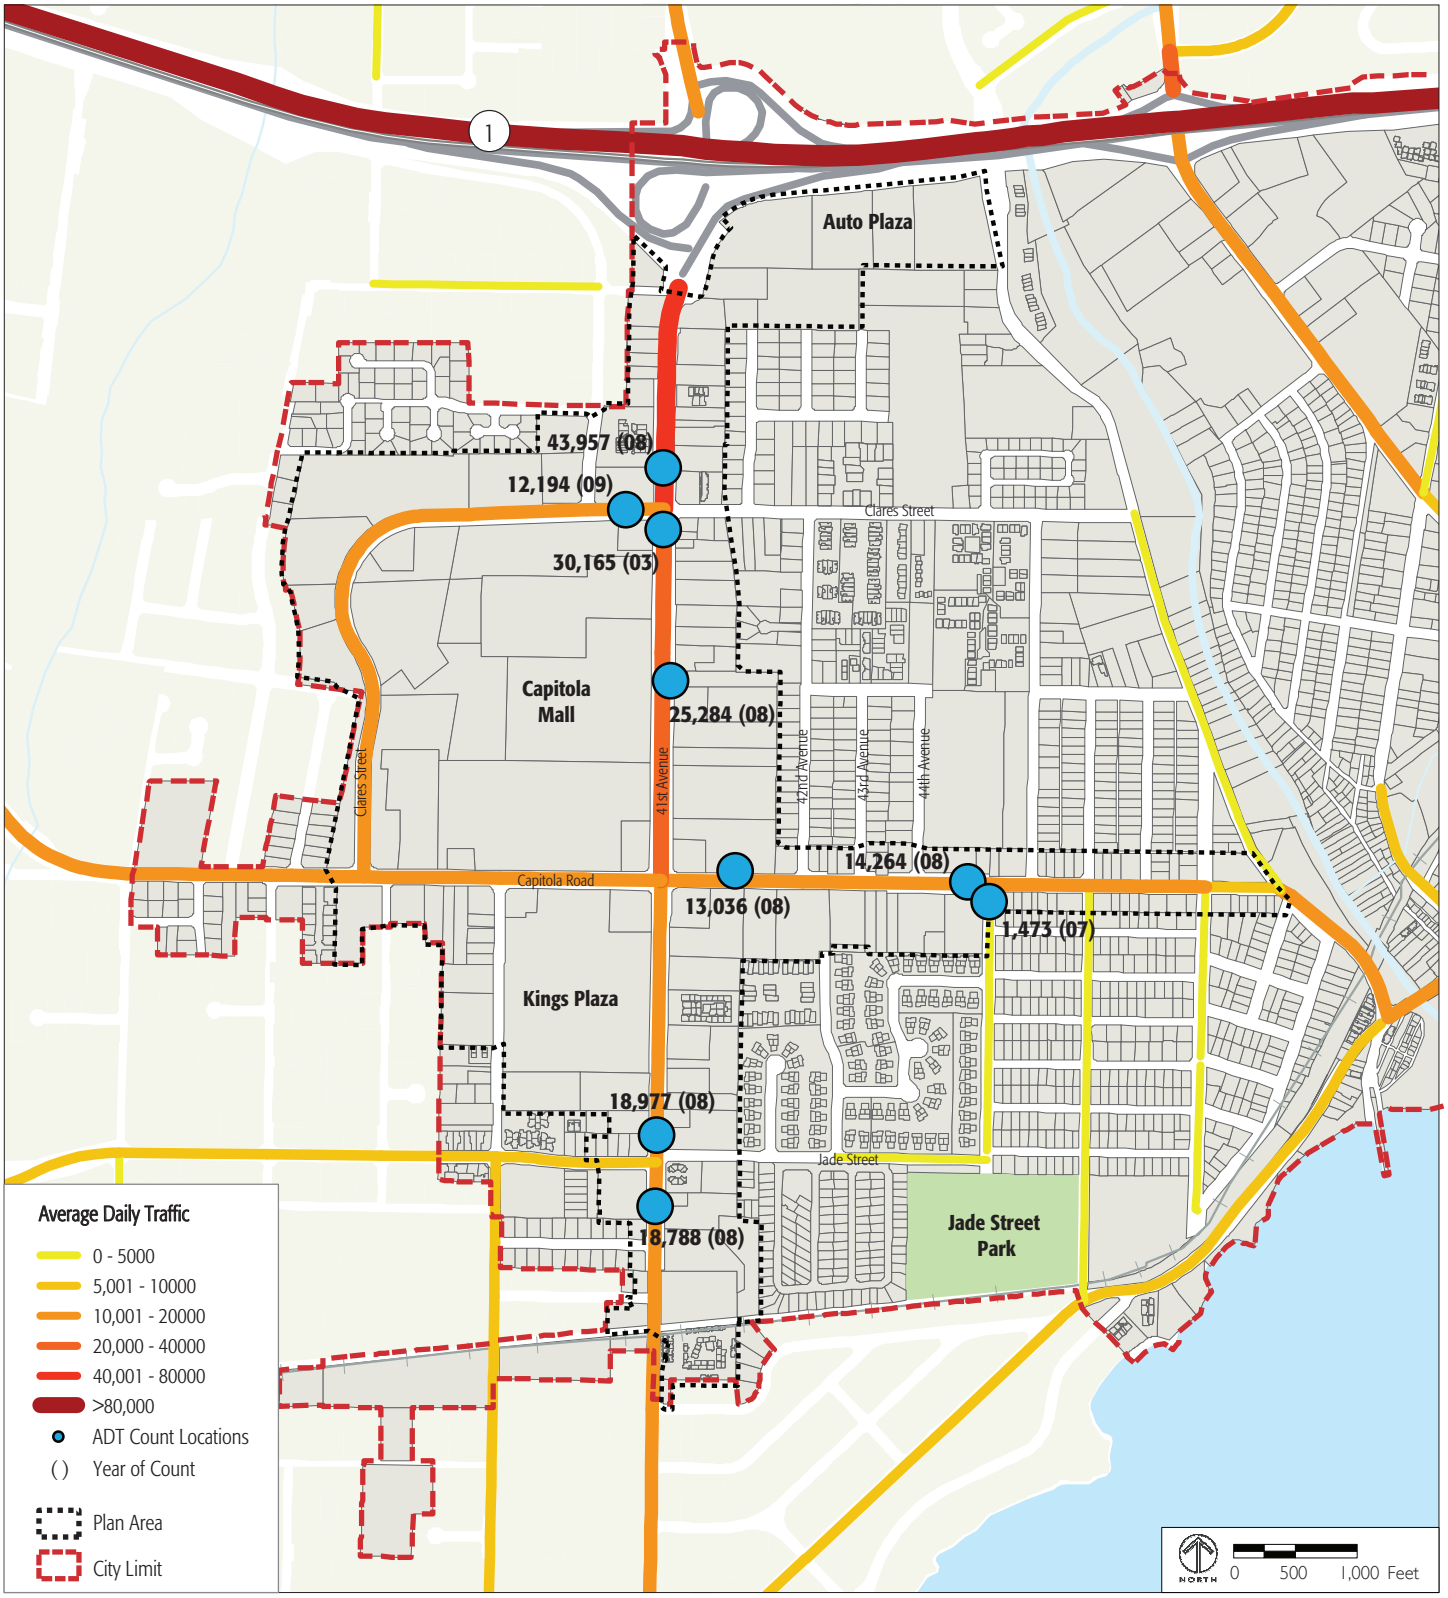 1
Auto Plaza
43,957 (08)
12,194 (09)
Clares Street
30,165 (03)
Capitola
Mall
25,284 (08)
Clares Street
41st Avenue
42nd Avenue
43rd Avenue
44th Avenue
14,264 (08)
Capitola Road
13,036 (08)
1,473 (07)
Kings Plaza
18,977 (08)
Jade Street
18,788 (08)
Jade Street
Park
Average Daily Traffic
0 - 5000
5,001 - 10000
10,001 - 20000
20,000 - 40000
40,001 - 80000
>80,000
ADT Count Locations
( ) Year of Count
Plan Area
City Limit
NORTH
0 500 1,000 Feet